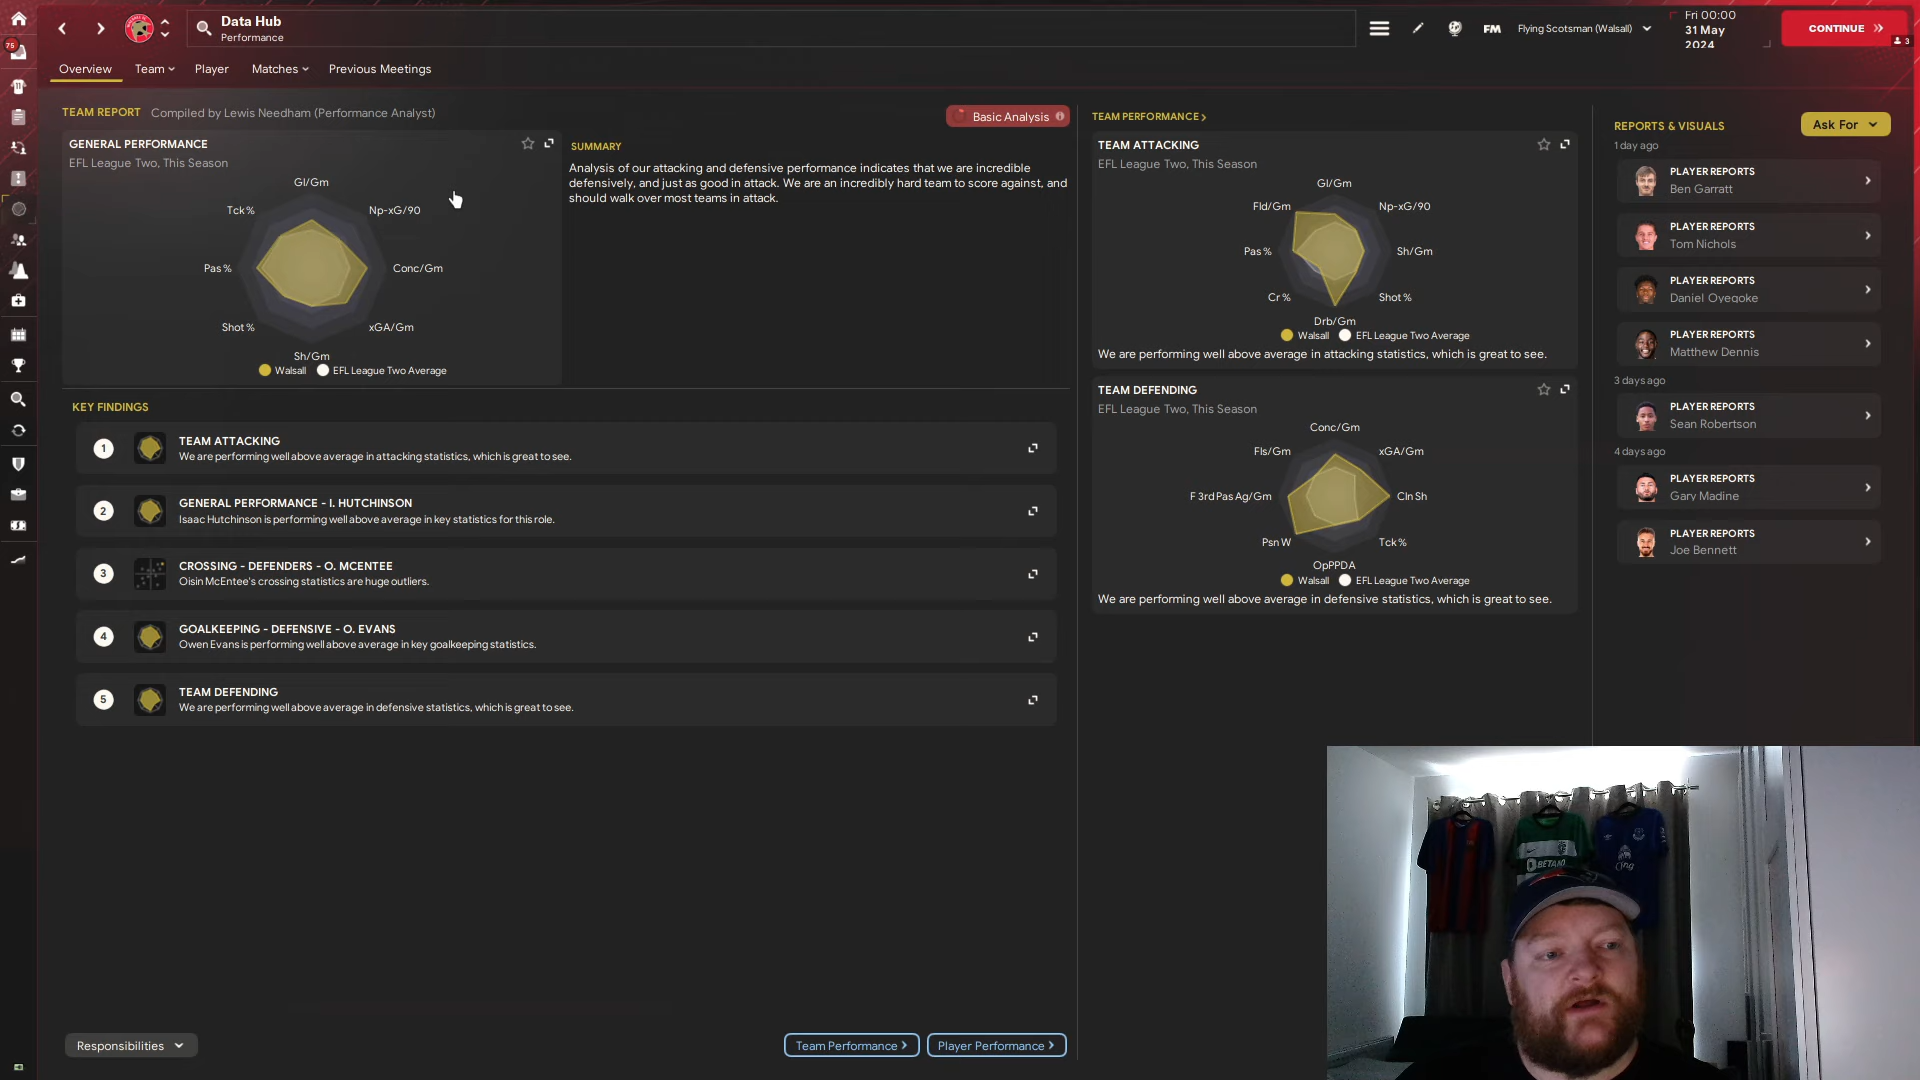 75
Data Hub
Performance
FM
Flying Scotsman (Walsall)
Fri 00:00
31 May
2024
CONTINUE
3
Overview
Team
Player
Matches
Previous Meetings
TEAM REPORT
Compiled by Lewis Needham (Performance Analyst)
Basic Analysis
GENERAL PERFORMANCE
EFL League Two, This Season
Gl/Gm
Tck %
Np-xG/90
Pas %
Conc/Gm
Shot %
xGA/Gm
Sh/Gm
Walsall
EFL League Two Average
SUMMARY
Analysis of our attacking and defensive performance indicates that we are incredible
defensively, and just as good in attack. We are an incredibly hard team to score against, and
should walk over most teams in attack.
KEY FINDINGS
1
TEAM ATTACKING
We are performing well above average in attacking statistics, which is great to see.
2
GENERAL PERFORMANCE - I. HUTCHINSON
Isaac Hutchinson is performing well above average in key statistics for this role.
3
CROSSING - DEFENDERS - O. MCENTEE
Oisin McEntee's crossing statistics are huge outliers.
4
GOALKEEPING - DEFENSIVE - O. EVANS
Owen Evans is performing well above average in key goalkeeping statistics.
5
TEAM DEFENDING
We are performing well above average in defensive statistics, which is great to see.
Responsibilities
Team Performance
Player Performance
TEAM PERFORMANCE
TEAM ATTACKING
EFL League Two, This Season
Gl/Gm
Fld/Gm
Np-xG/90
Pas %
Sh/Gm
Cr %
Shot %
Drb/Gm
Walsall
EFL League Two Average
We are performing well above average in attacking statistics, which is great to see.
TEAM DEFENDING
EFL League Two, This Season
Conc/Gm
Fls/Gm
xGA/Gm
F 3rd Pas Ag/Gm
Cln Sh
Psn W
Tck %
OpPPDA
Walsall
EFL League Two Average
We are performing well above average in defensive statistics, which is great to see.
REPORTS & VISUALS
Ask For
1 day ago
PLAYER REPORTS
Ben Garratt
PLAYER REPORTS
Tom Nichols
PLAYER REPORTS
Daniel Oyegoke
PLAYER REPORTS
Matthew Dennis
3 days ago
PLAYER REPORTS
Sean Robertson
4 days ago
PLAYER REPORTS
Gary Madine
PLAYER REPORTS
Joe Bennett
BETANO